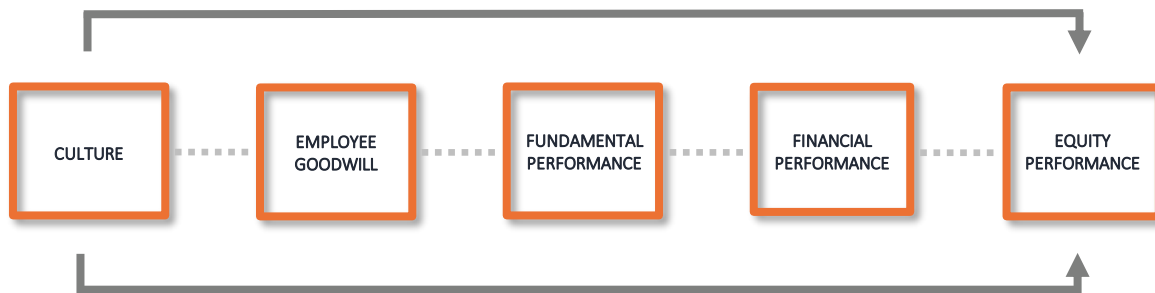 CULTURE
EMPLOYEE
GOODWILL
FUNDAMENTAL
PERFORMANCE
FINANCIAL
PERFORMANCE
EQUITY
PERFORMANCE